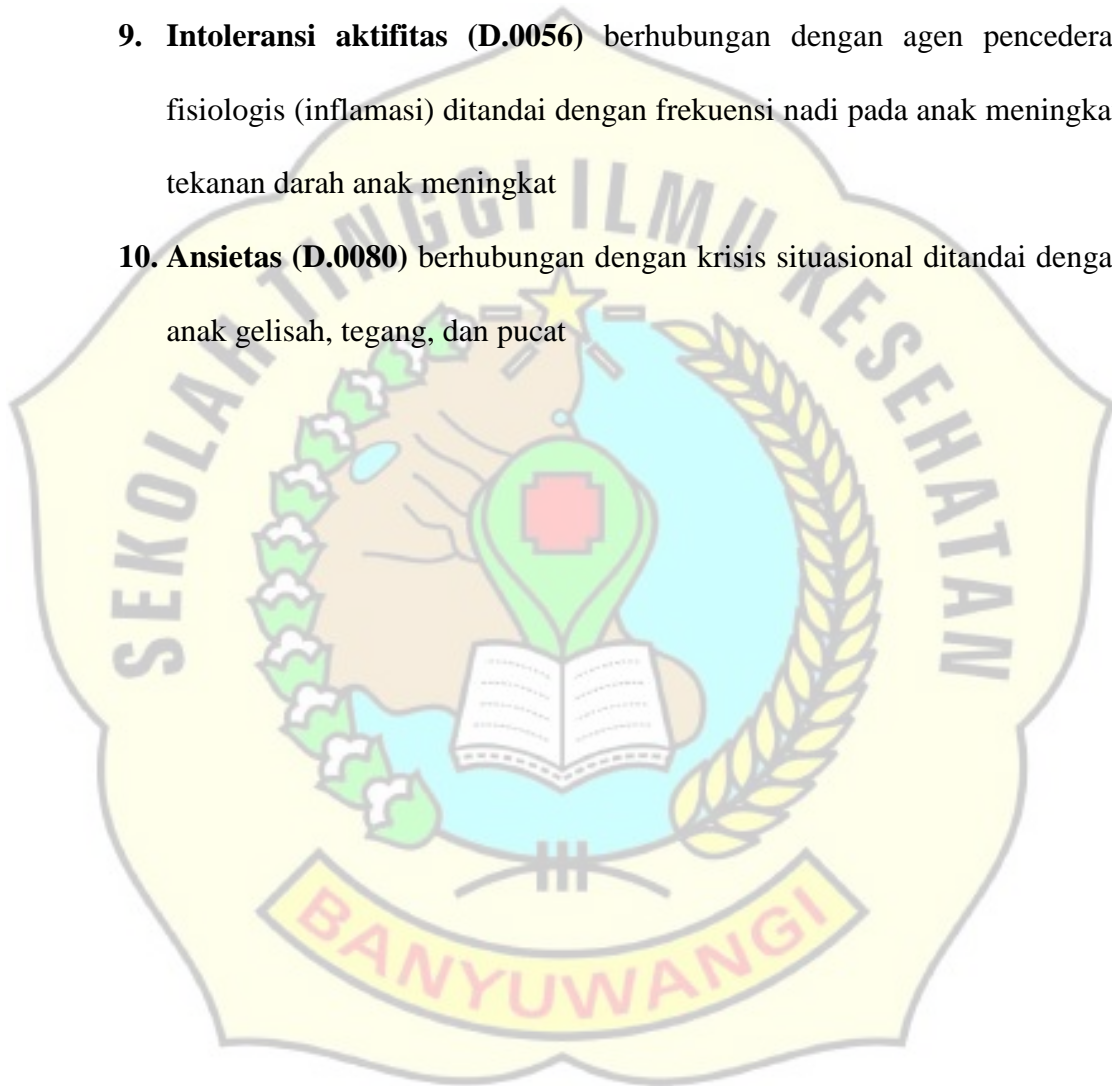 9. Intoleransi aktifitas (D.0056) berhubungan dengan agen pencedera
fisiologis (inflamasi) ditandai dengan frekuensi nadi pada anak meningka
tekanan darah anak meningkat
10. Ansietas (D.0080) berhubungan dengan krisis situasional ditandai denga
anak gelisah, tegang, dan pucat
SEKOLAH TINGGI ILMU KESEHATAN
BANYUWANGI